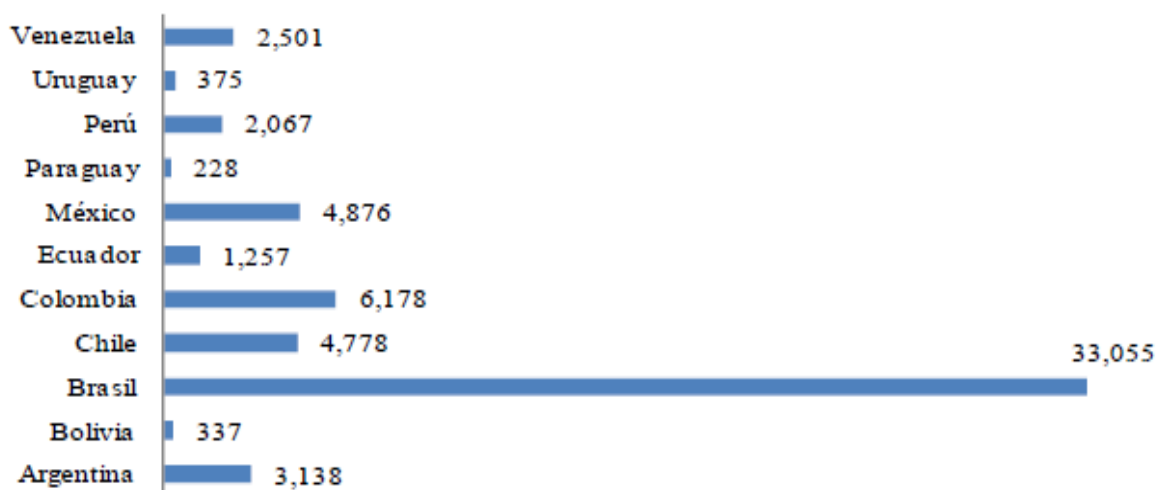 Venezuela 2,501
Uruguay 375
Perú 2,067
Paraguay 228
México 4,876
Ecuador 1,257
Colombia 6,178
Chile 4,778
33,055
Brasil
Bolivia 337
Argentina 3,138